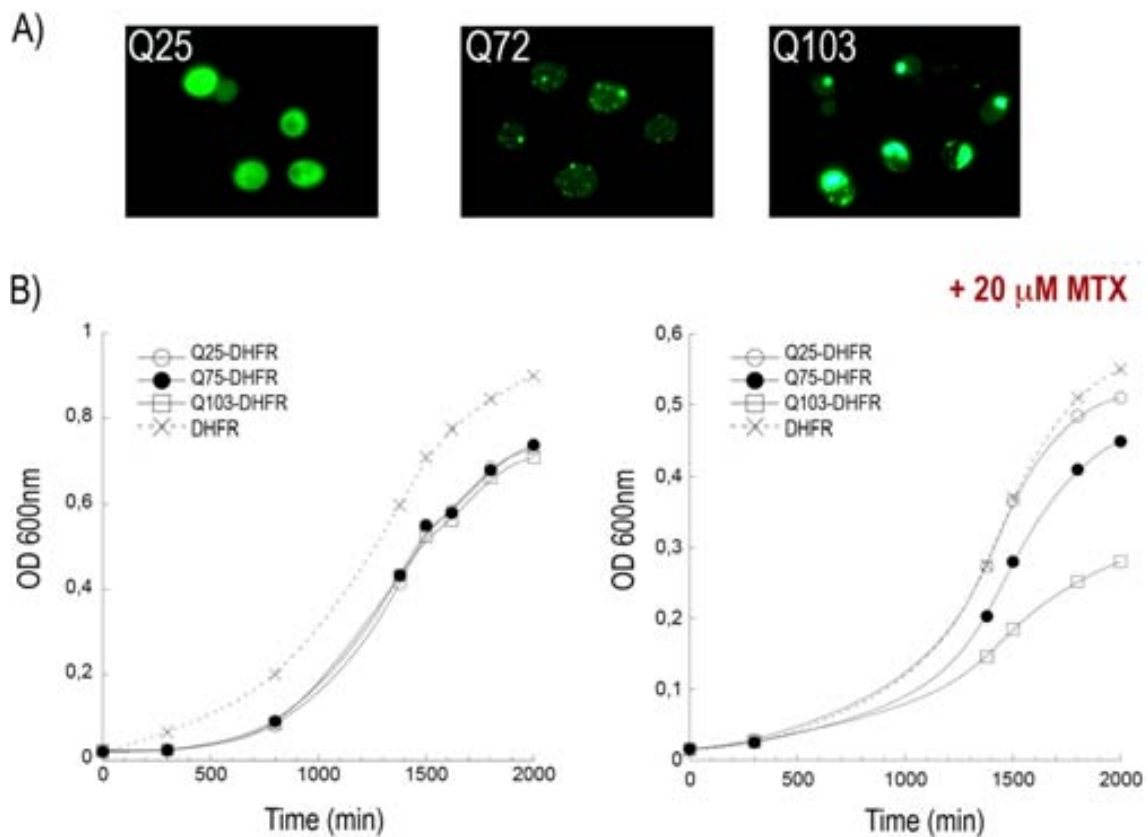 A)
Q25
Q72
Q103
B)
+ 20 μM MTX
1
0,8
0,6
0,4
0,2
0
OD 600nm
Q25-DHFR
Q75-DHFR
Q103-DHFR
DHFR
0
500
1000
1500
2000
Time (min)
0,6
0,5
0,4
0,3
0,2
0,1
0
OD 600nm
Q25-DHFR
Q75-DHFR
Q103-DHFR
DHFR
0
500
1000
1500
2000
Time (min)